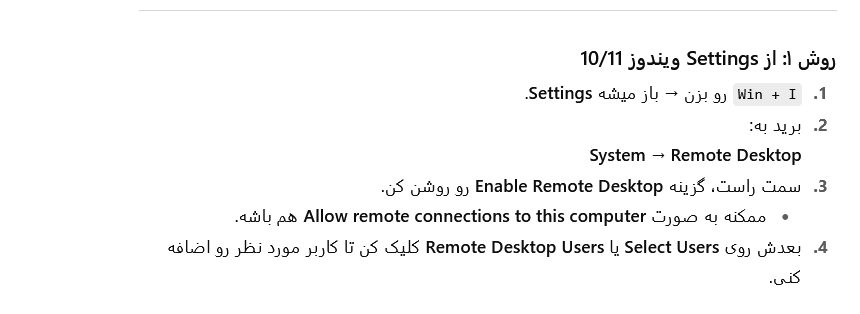 روش ۱: از Settings ویندوز 10/11
1. Win + I رو بزن → باز میشه Settings.
2. برید به:
System → Remote Desktop
3. سمت راست، گزینه Enable Remote Desktop رو روشن کن.
• ممکنه به صورت Allow remote connections to this computer هم باشه.
4. بعدش روی Select Users یا Remote Desktop Users کلیک کن تا کاربر مورد نظر رو اضافه
کنی.